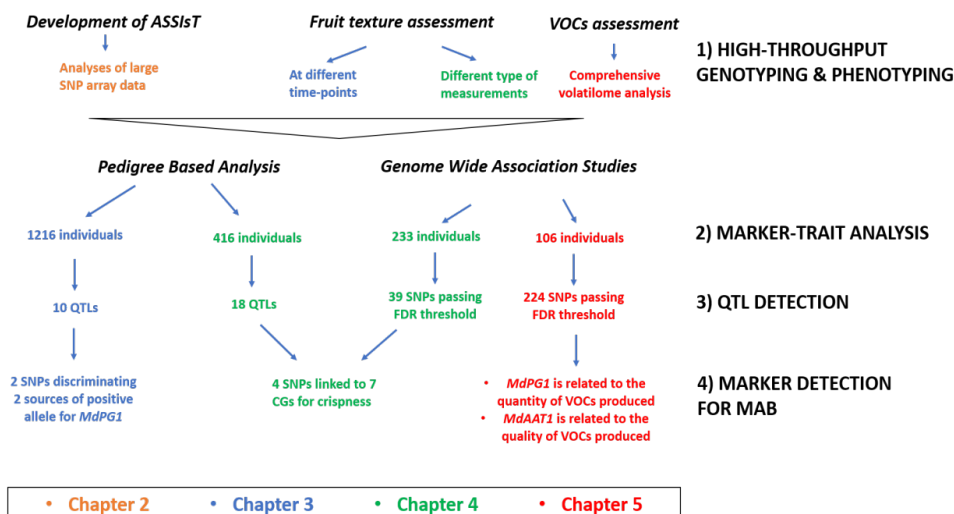 Development of ASSIsT
Fruit texture assessment
VOCs assessment
1) HIGH-THROUGHPUT
GENOTYPING & PHENOTYPING
Analyses of large
SNP array data
At different
time-points
Different type of
measurements
Comprehensive
volatilome analysis
Pedigree Based Analysis
Genome Wide Association Studies
1216 individuals
416 individuals
233 individuals
106 individuals
2) MARKER-TRAIT ANALYSIS
10 QTLs
18 QTLs
39 SNPs passing
FDR threshold
224 SNPs passing
FDR threshold
3) QTL DETECTION
2 SNPs discriminating
2 sources of positive
allele for MdPG1
4 SNPs linked to 7
CGs for crispness
• MdPG1 is related to the
quantity of VOCs produced
• MdAAT1 is related to the
quality of VOCs produced
4) MARKER DETECTION
FOR MAB
• Chapter 2 • Chapter 3 • Chapter 4 • Chapter 5